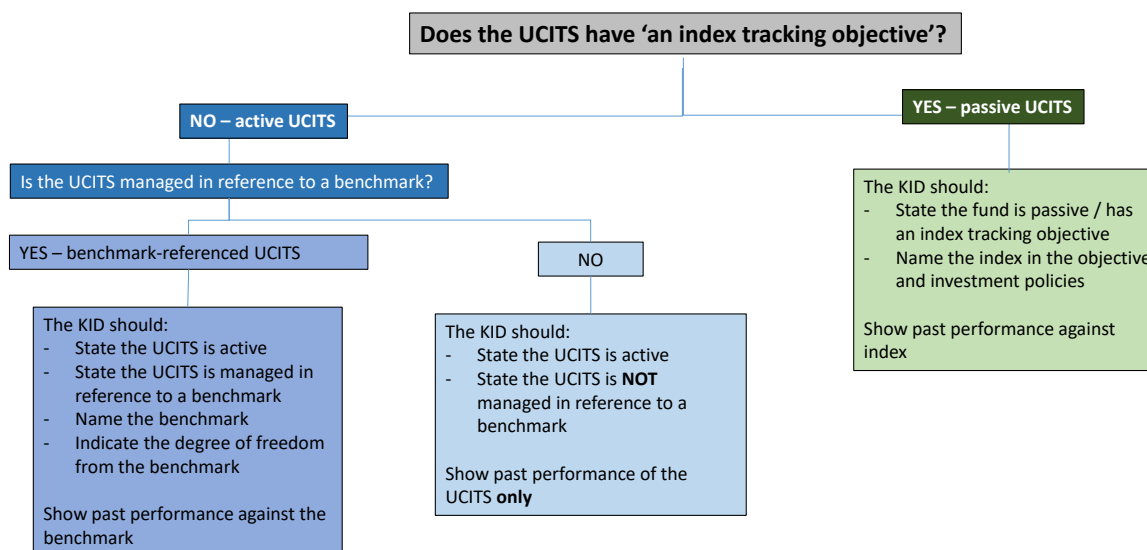 Does the UCITS have ‘an index tracking objective’?
NO – active UCITS
YES – passive UCITS
Is the UCITS managed in reference to a benchmark?
YES – benchmark-referenced UCITS
NO
The KID should:
- State the UCITS is active
- State the UCITS is managed in
reference to a benchmark
- Name the benchmark
- Indicate the degree of freedom
from the benchmark
Show past performance against the
benchmark
The KID should:
- State the UCITS is active
- State the UCITS is NOT
managed in reference to a
benchmark
Show past performance of the
UCITS only
The KID should:
- State the fund is passive / has
an index tracking objective
- Name the index in the objective
and investment policies
Show past performance against
index